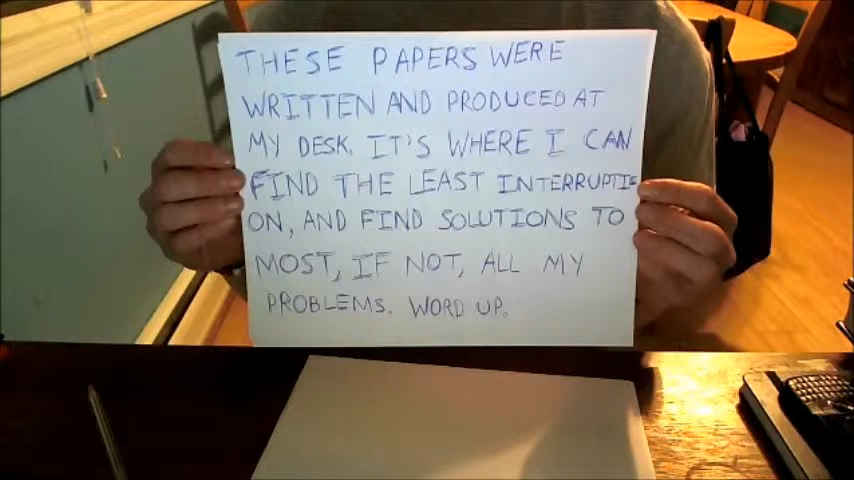 THESE PAPERS WERE
WRITTEN AND PRODUCED AT
MY DESK. IT'S WHERE I CAN
FIND THE LEAST INTERRUPTI
ON, AND FIND SOLUTIONS TO
MOST, IF NOT, ALL MY
PROBLEMS. WORD UP.